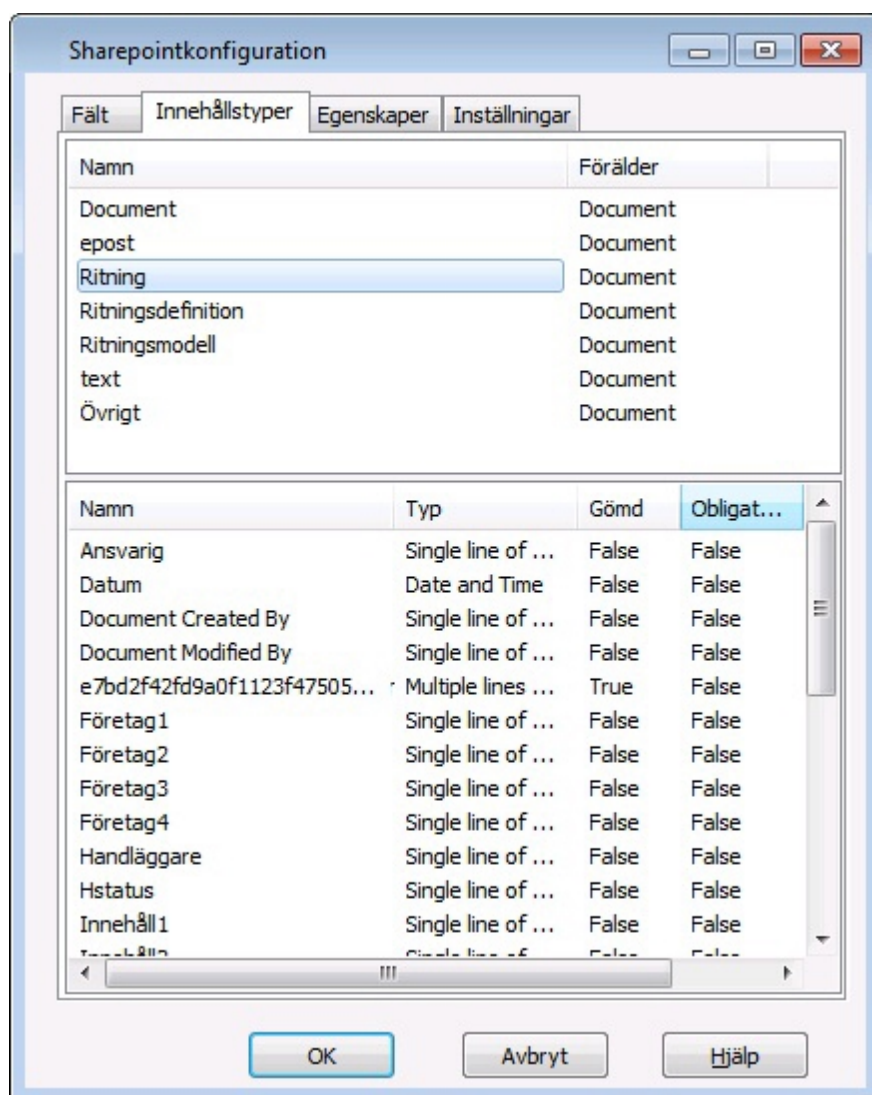 Sharepointkonfiguration
Fält Innehållstyper Egenskaper Inställningar
Namn Förälder
Document Document
epost Document
Ritning Document
Ritningsdefinition Document
Ritningsmodell Document
text Document
Övrigt Document
Namn Typ Gömd Obligat...
Ansvarig Single line of ... False False
Datum Date and Time False False
Document Created By Single line of ... False False
Document Modified By Single line of ... False False
e7bd2f42fd9a0f1123f47505... Multiple lines ... True False
Företag1 Single line of ... False False
Företag2 Single line of ... False False
Företag3 Single line of ... False False
Företag4 Single line of ... False False
Handläggare Single line of ... False False
Hstatus Single line of ... False False
Innehåll1 Single line of ... False False
OK Avbryt Hjälp